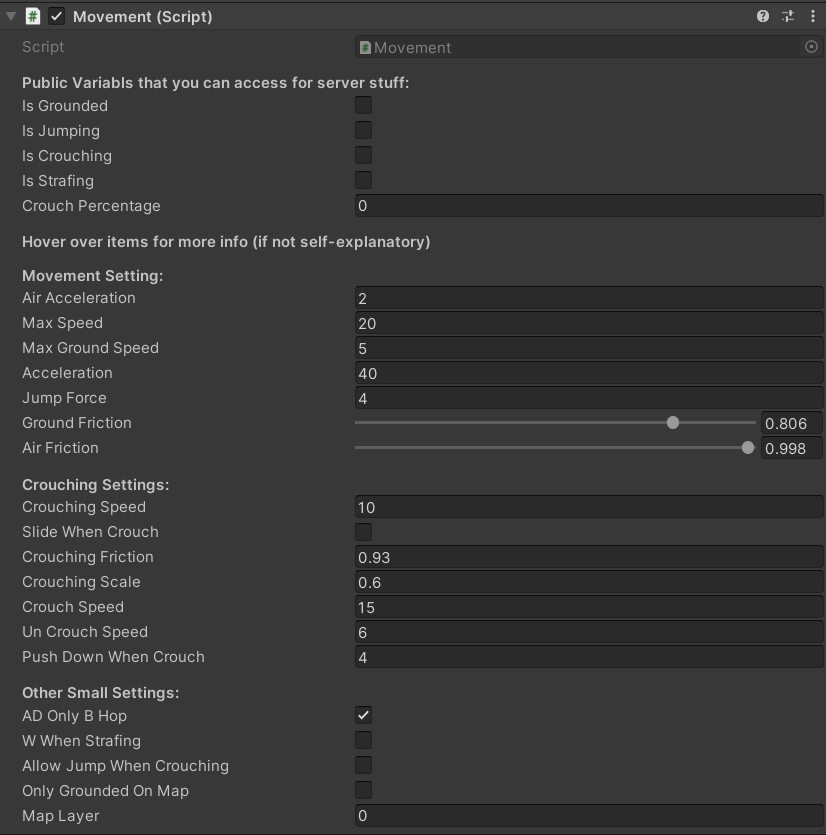 Movement (Script)
Script Movement
Public Variabls that you can access for server stuff:
Is Grounded
Is Jumping
Is Crouching
Is Strafing
Crouch Percentage 0
Hover over items for more info (if not self-explanatory)
Movement Setting:
Air Acceleration 2
Max Speed 20
Max Ground Speed 5
Acceleration 40
Jump Force 4
Ground Friction 0.806
Air Friction 0.998
Crouching Settings:
Crouching Speed 10
Slide When Crouch
Crouching Friction 0.93
Crouching Scale 0.6
Crouch Speed 15
Un Crouch Speed 6
Push Down When Crouch 4
Other Small Settings:
AD Only B Hop
W When Strafing
Allow Jump When Crouching
Only Grounded On Map
Map Layer 0